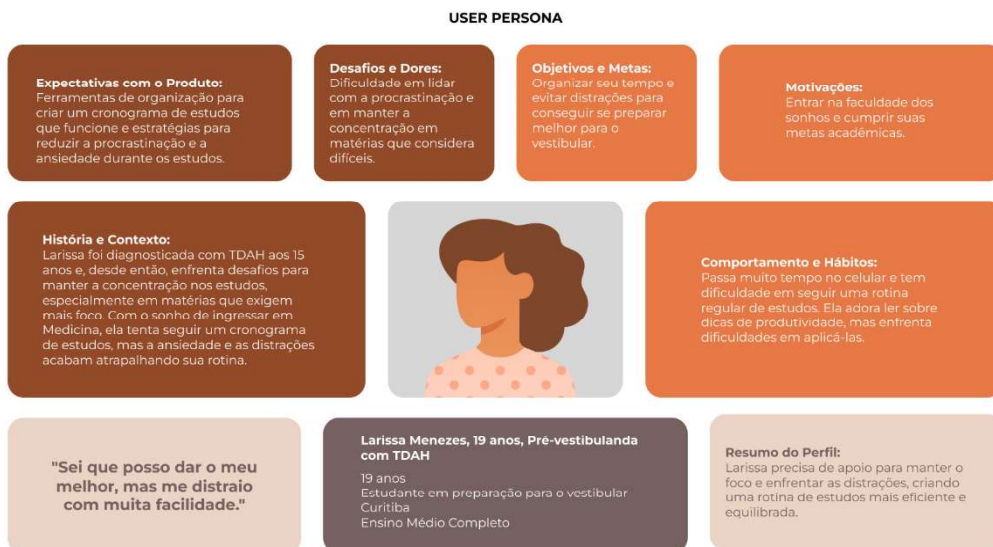 USER PERSONA
Expectativas com o Produto:
Ferramentas de organização para
criar um cronograma de estudos
que funcione e estratégias para
reduzir a procrastinação e a
ansiedade durante os estudos.
Desafios e Dores:
Dificuldade em lidar
com a procrastinação e
em manter a
concentração em
matérias que considera
difíceis.
Objetivos e Metas:
Organizar seu tempo e
evitar distrações para
conseguir se preparar
melhor para o
vestibular.
Motivações:
Entrar na faculdade dos
sonhos e cumprir suas
metas acadêmicas.
História e Contexto:
Larissa foi diagnosticada com TDAH aos 15
anos e, desde então, enfrenta desafios para
manter a concentração nos estudos,
especialmente em matérias que exigem
mais foco. Com o sonho de ingressar em
Medicina, ela tenta seguir um cronograma
de estudos, mas a ansiedade e as distrações
acabam atrapalhando sua rotina.
Comportamento e Hábitos:
Passa muito tempo no celular e tem
dificuldade em seguir uma rotina
regular de estudos. Ela adora ler sobre
dicas de produtividade, mas enfrenta
dificuldades em aplicá-las.
"Sei que posso dar o meu
melhor, mas me distraio
com muita facilidade."
Larissa Menezes, 19 anos, Pré-vestibulanda
com TDAH
19 anos
Estudante em preparação para o vestibular
Curitiba
Ensino Médio Completo
Resumo do Perfil:
Larissa precisa de apoio para manter o
foco e enfrentar as distrações, criando
uma rotina de estudos mais eficiente e
equilibrada.